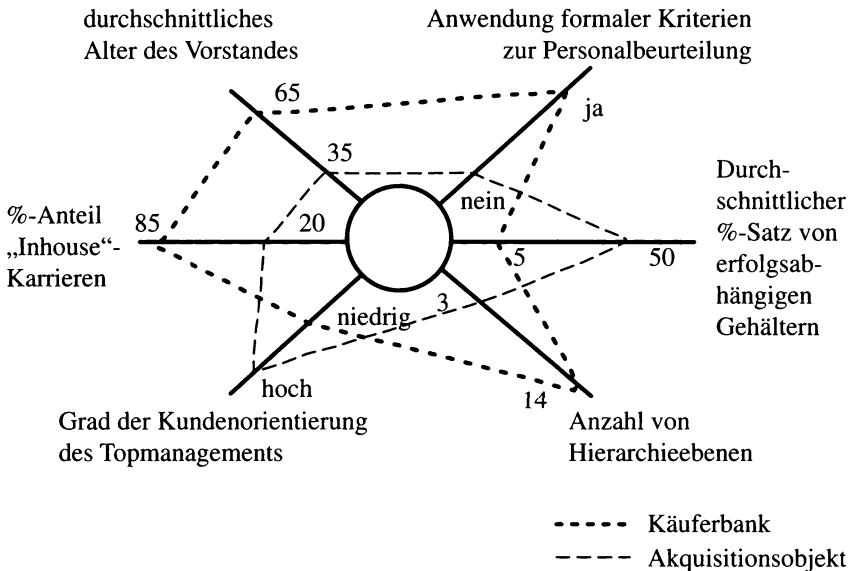 durchschnittliches
Alter des Vorstandes
Anwendung formaler Kriterien
zur Personalbeurteilung
65
ja
35
nein
Durch-
schnittlicher
%-Satz von
erfolgsab-
hängigen
Gehältern
%-Anteil
„Inhouse“-
Karrieren
85
20
5
50
niedrig
3
hoch
14
Grad der Kundenorientierung
des Topmanagements
Anzahl von
Hierarchieebenen
Käuferbank
Akquisitionsobjekt